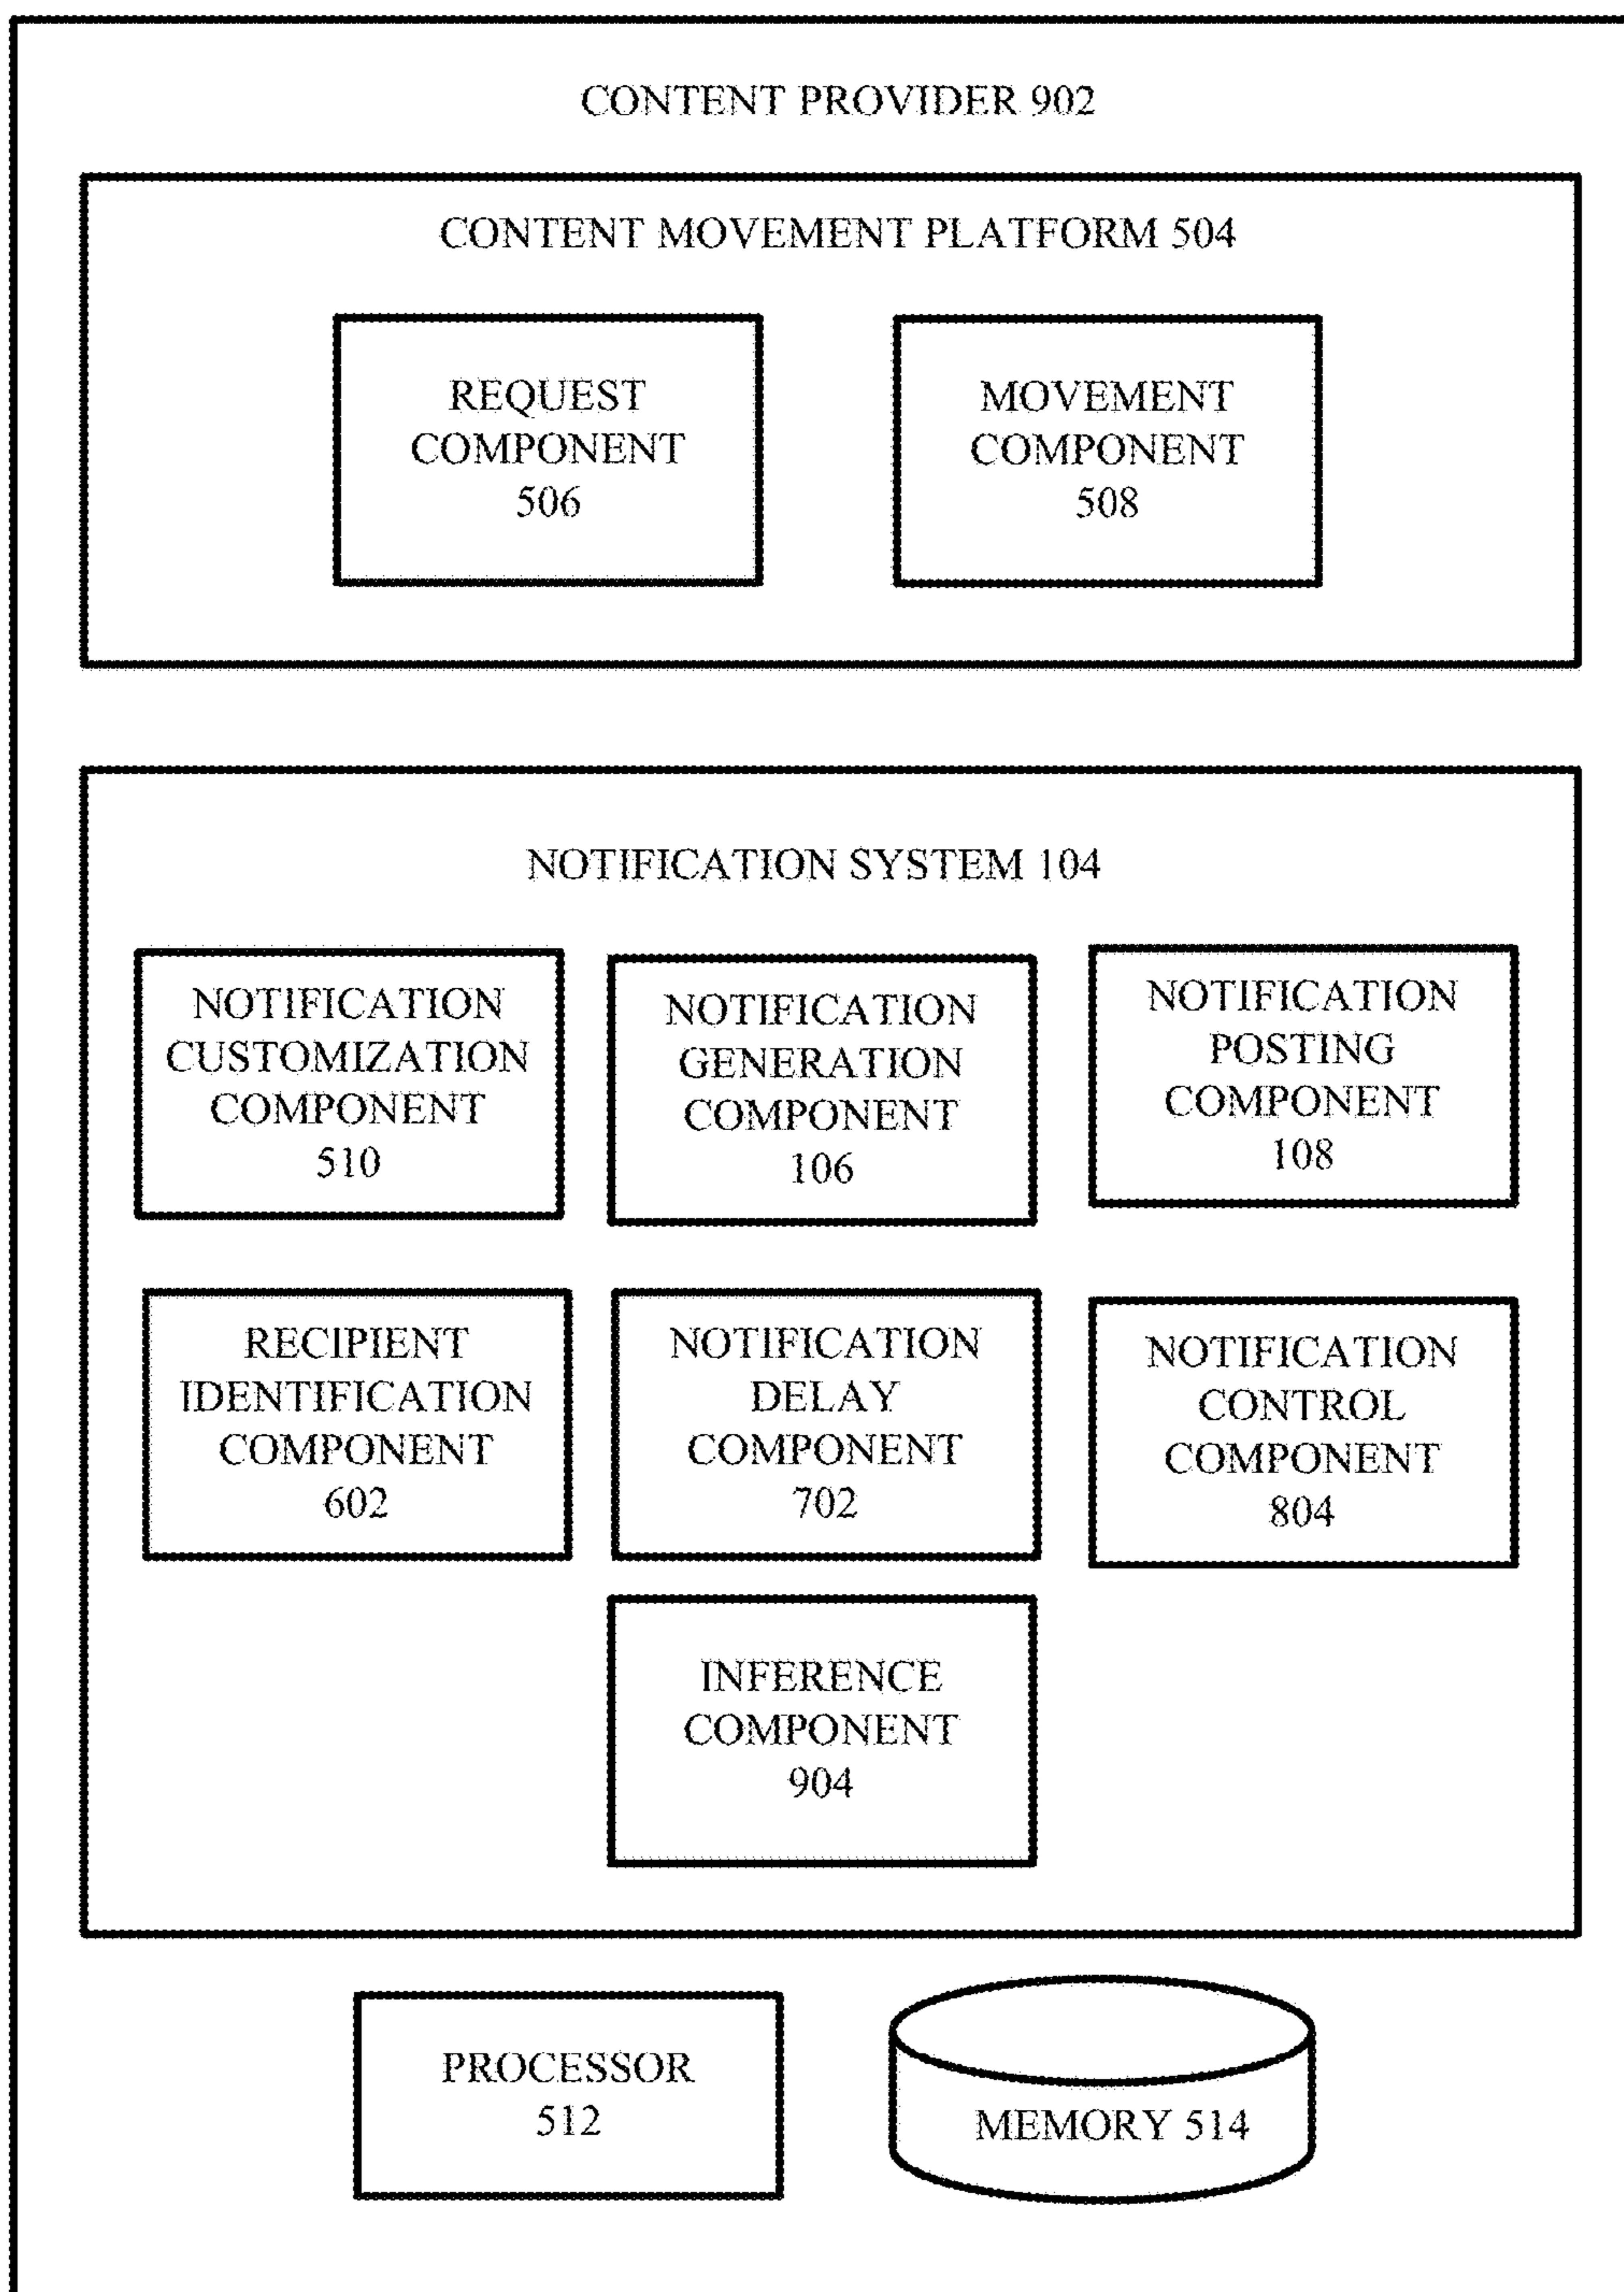 CONTENT PROVIDER 902
CONTENT MOVEMENT PLATFORM 504
REQUEST
COMPONENT
506
MOVEMENT
COMPONENT
508
NOTIFICATION SYSTEM 104
NOTIFICATION
CUSTOMIZATION
COMPONENT
510
NOTIFICATION
GENERATION
COMPONENT
106
NOTIFICATION
POSTING
COMPONENT
108
RECIPIENT
IDENTIFICATION
COMPONENT
602
NOTIFICATION
DELAY
COMPONENT
702
NOTIFICATION
CONTROL
COMPONENT
804
INFERENCE
COMPONENT
904
PROCESSOR
512
MEMORY 514